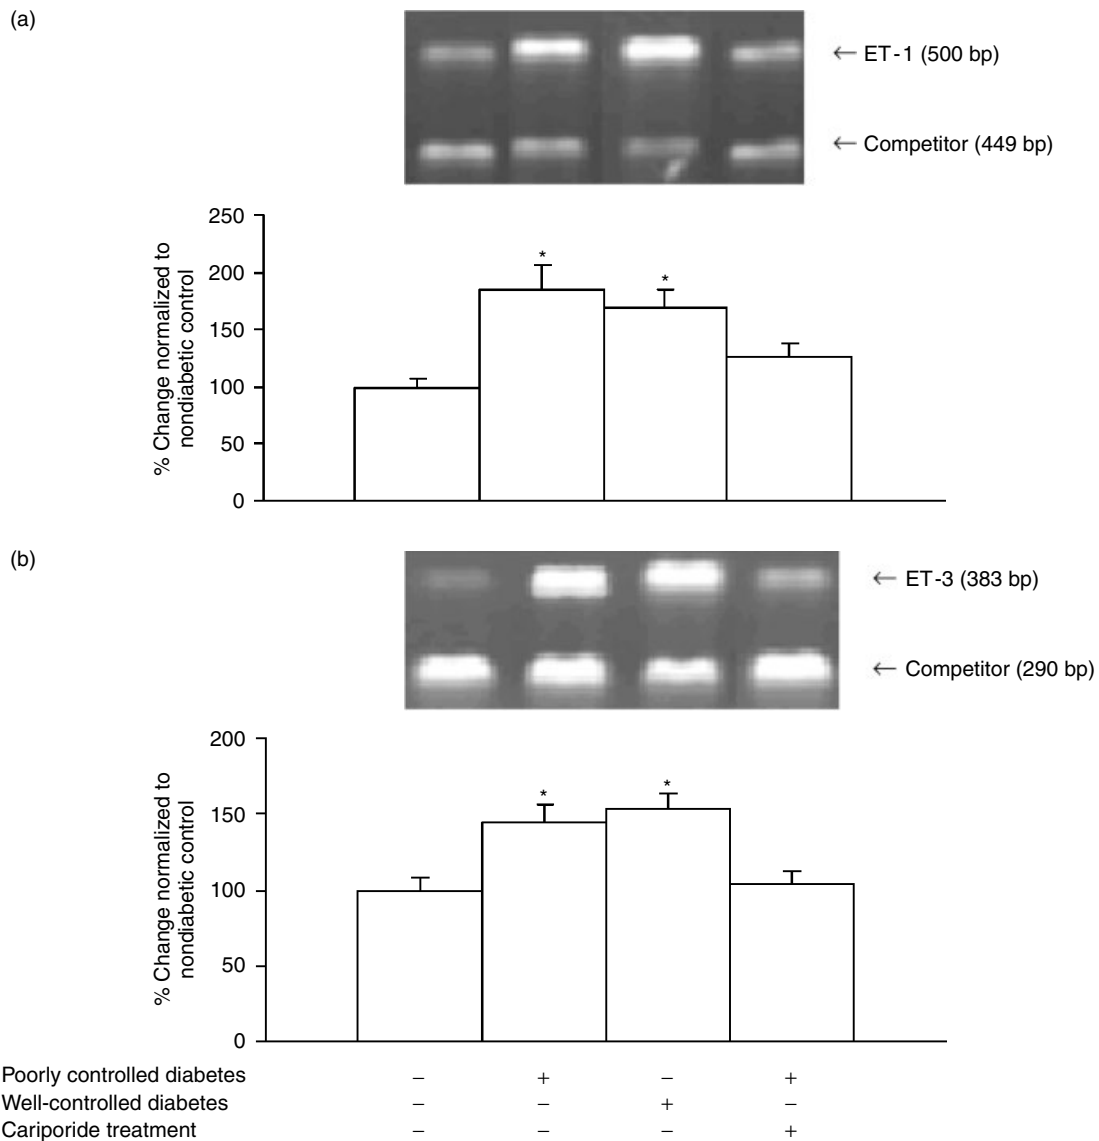 (a)
← ET-1 (500 bp)
← Competitor (449 bp)
% Change normalized to
nondiabetic control
250
200
150
100
50
0
*
*
(b)
← ET-3 (383 bp)
← Competitor (290 bp)
% Change normalized to
nondiabetic control
200
150
100
50
0
*
*
Poorly controlled diabetes − + − +
Well-controlled diabetes − − + −
Cariporide treatment − − − +